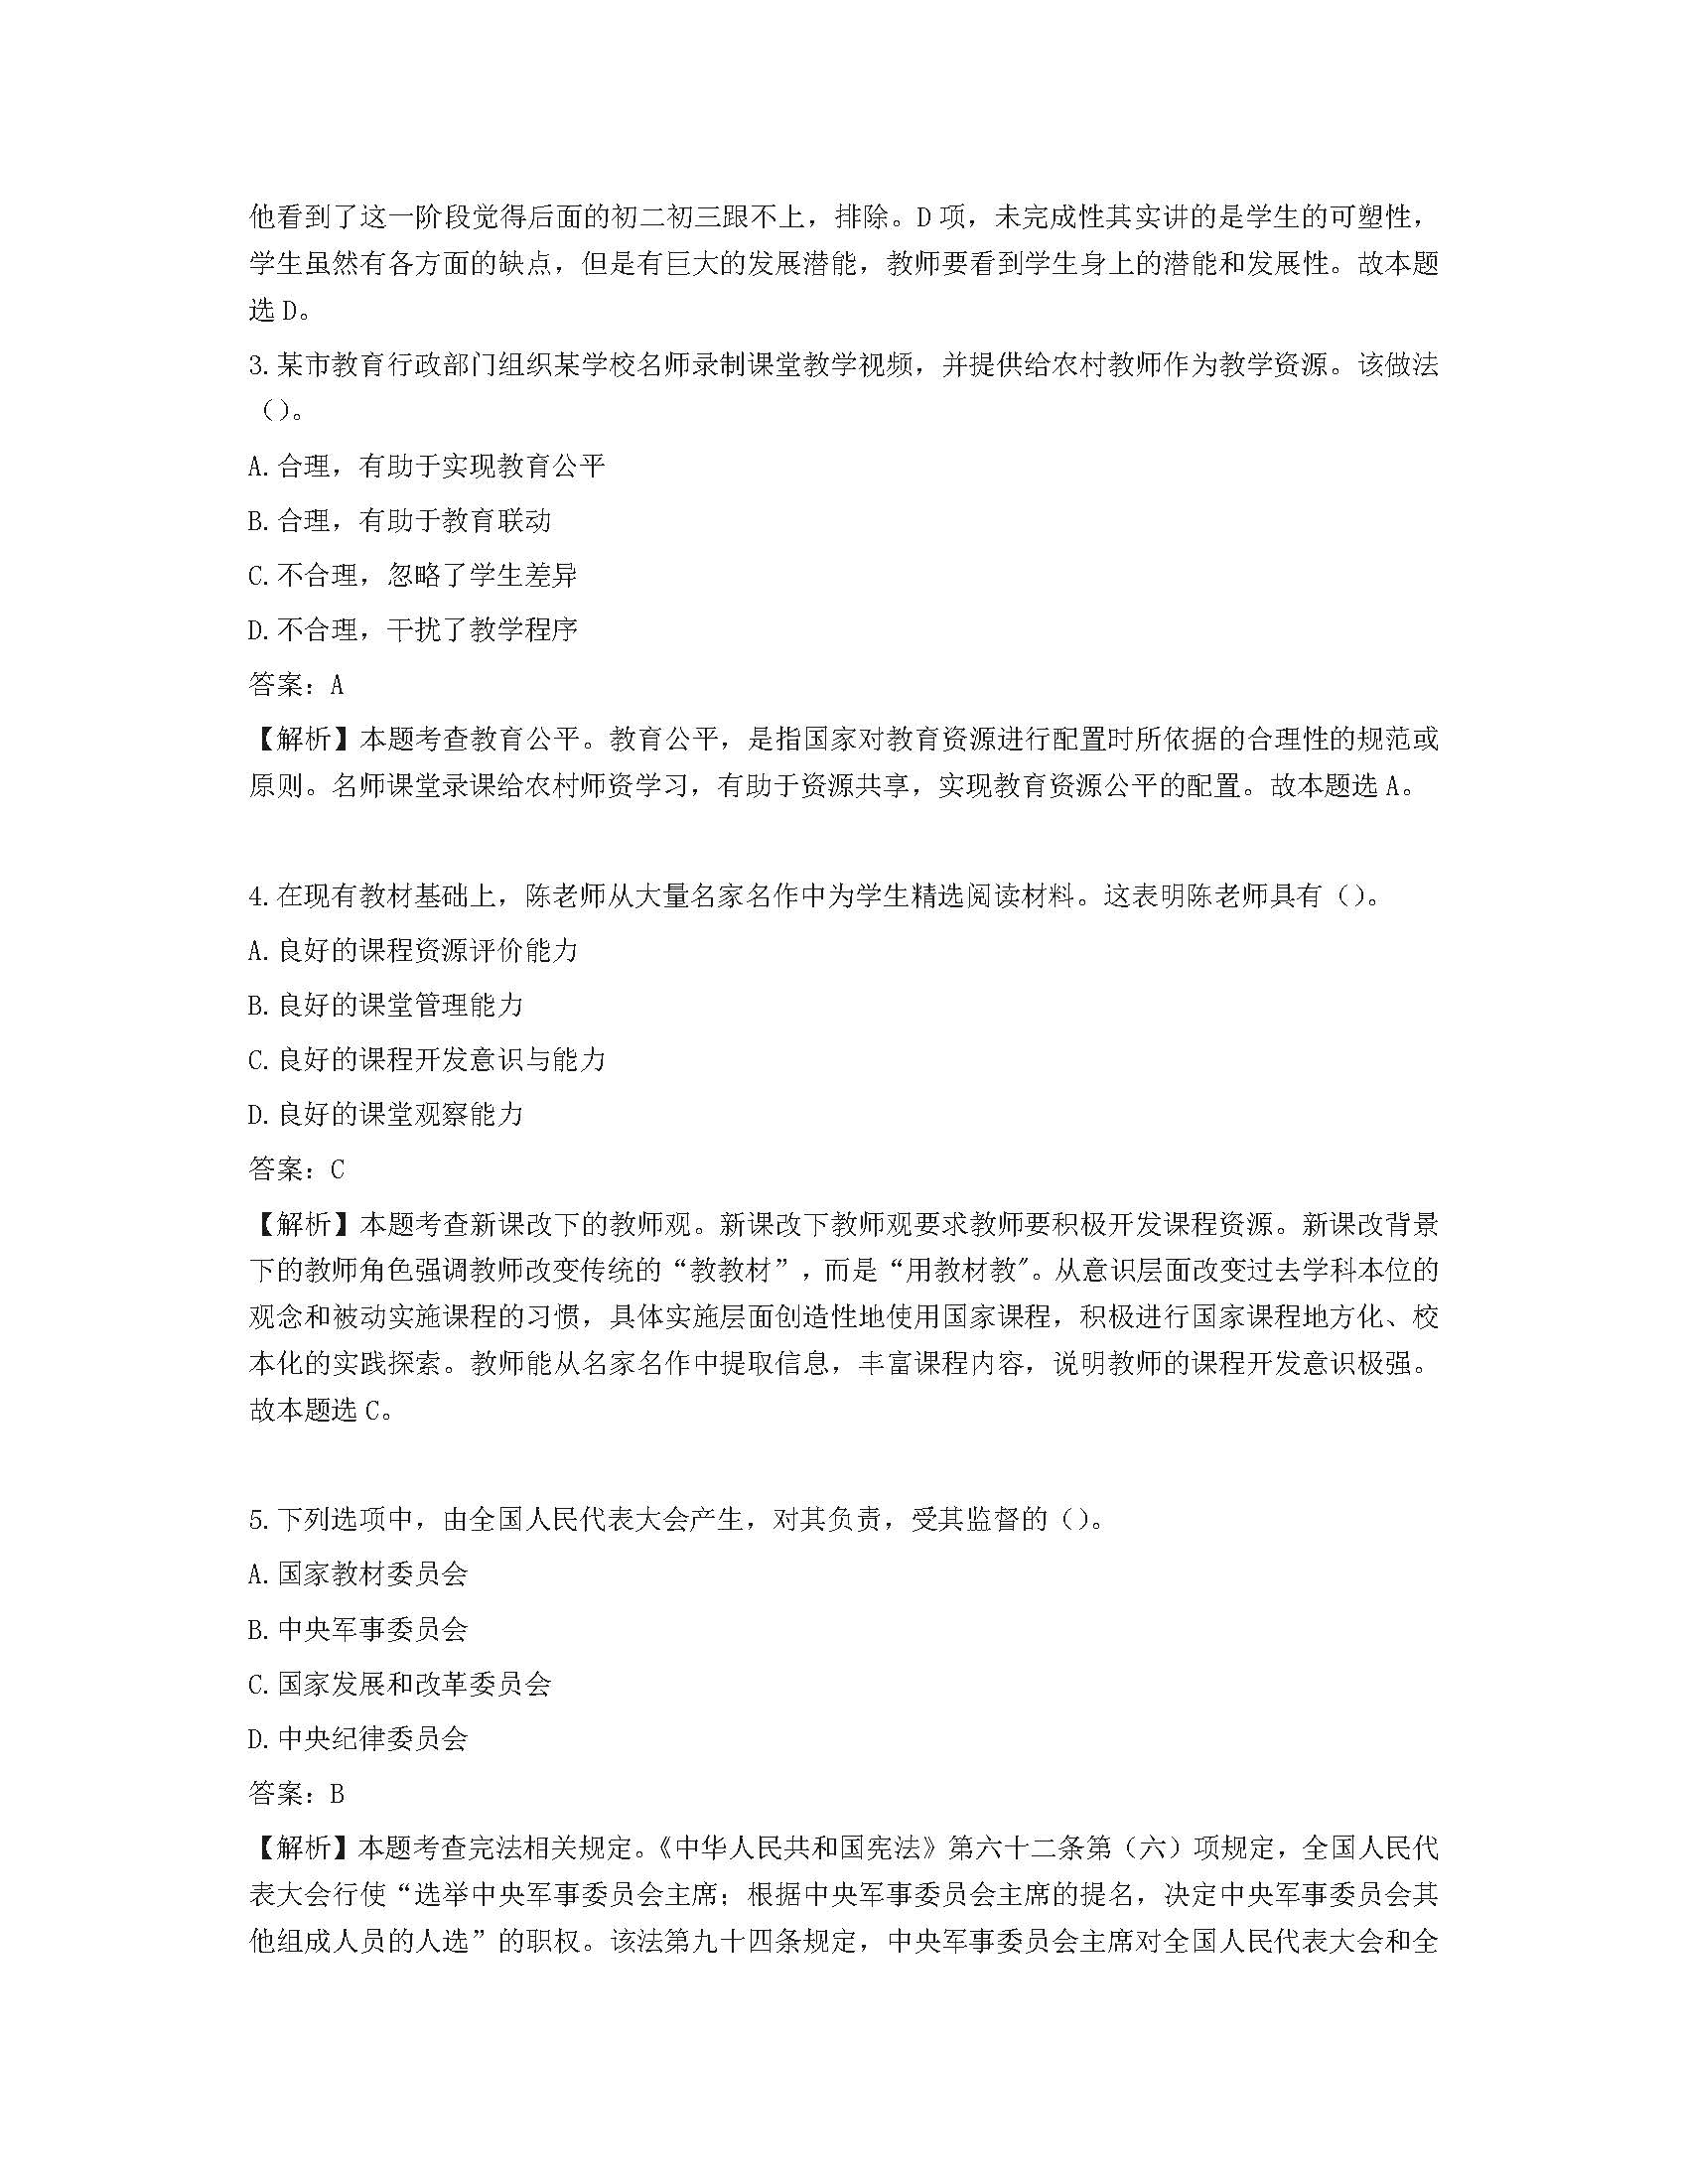 他看到了这一阶段觉得后面的初二初三跟不上，排除。D 项，未完成性其实讲的是学生的可塑性，
学生虽然有各方面的缺点，但是有巨大的发展潜能，教师要看到学生身上的潜能和发展性。故本题
选 D。
3.某市教育行政部门组织某学校名师录制课堂教学视频，并提供给农村教师作为教学资源。该做法
（）。
A.合理，有助于实现教育公平
B.合理，有助于教育联动
C.不合理，忽略了学生差异
D.不合理，干扰了教学程序
答案：A
【解析】本题考查教育公平。教育公平，是指国家对教育资源进行配置时所依据的合理性的规范或
原则。名师课堂录课给农村师资学习，有助于资源共享，实现教育资源公平的配置。故本题选 A。
4.在现有教材基础上，陈老师从大量名家名作中为学生精选阅读材料。这表明陈老师具有（）。
A.良好的课程资源评价能力
B.良好的课堂管理能力
C.良好的课程开发意识与能力
D.良好的课堂观察能力
答案：C
【解析】本题考查新课改下的教师观。新课改下教师观要求教师要积极开发课程资源。新课改背景
下的教师角色强调教师改变传统的“教教材”，而是“用教材教"。从意识层面改变过去学科本位的
观念和被动实施课程的习惯，具体实施层面创造性地使用国家课程，积极进行国家课程地方化、校
本化的实践探索。教师能从名家名作中提取信息，丰富课程内容，说明教师的课程开发意识极强。
故本题选 C。
5.下列选项中，由全国人民代表大会产生，对其负责，受其监督的（）。
A.国家教材委员会
B.中央军事委员会
C.国家发展和改革委员会
D.中央纪律委员会
答案：B
【解析】本题考查完法相关规定。《中华人民共和国宪法》第六十二条第（六）项规定，全国人民代
表大会行使“选举中央军事委员会主席；根据中央军事委员会主席的提名，决定中央军事委员会其
他组成人员的人选”的职权。该法第九十四条规定，中央军事委员会主席对全国人民代表大会和全